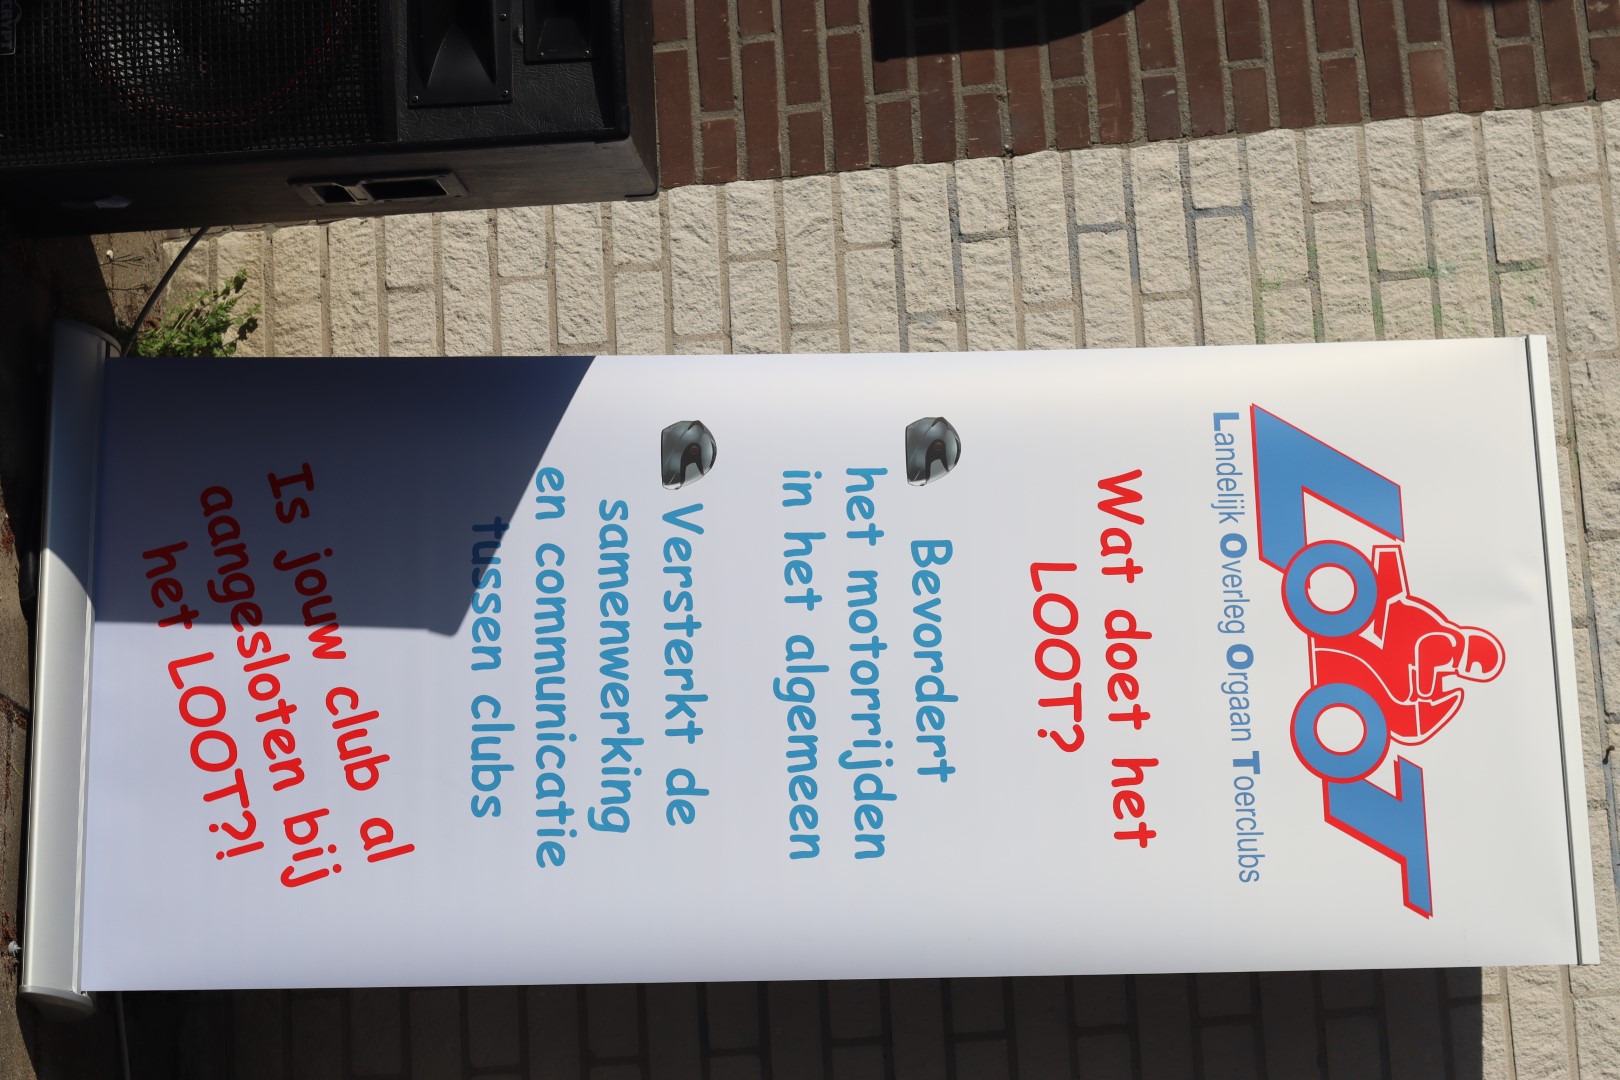 LOOT
Landelijk Overleg Orgaan Toerclubs
Wat doet het
LOOT?
Bevordert
het motorrijden
in het algemeen
Versterkt de
samenwerking
en communicatie
tussen clubs
Is jouw club al
aangesloten bij
het LOOT?!